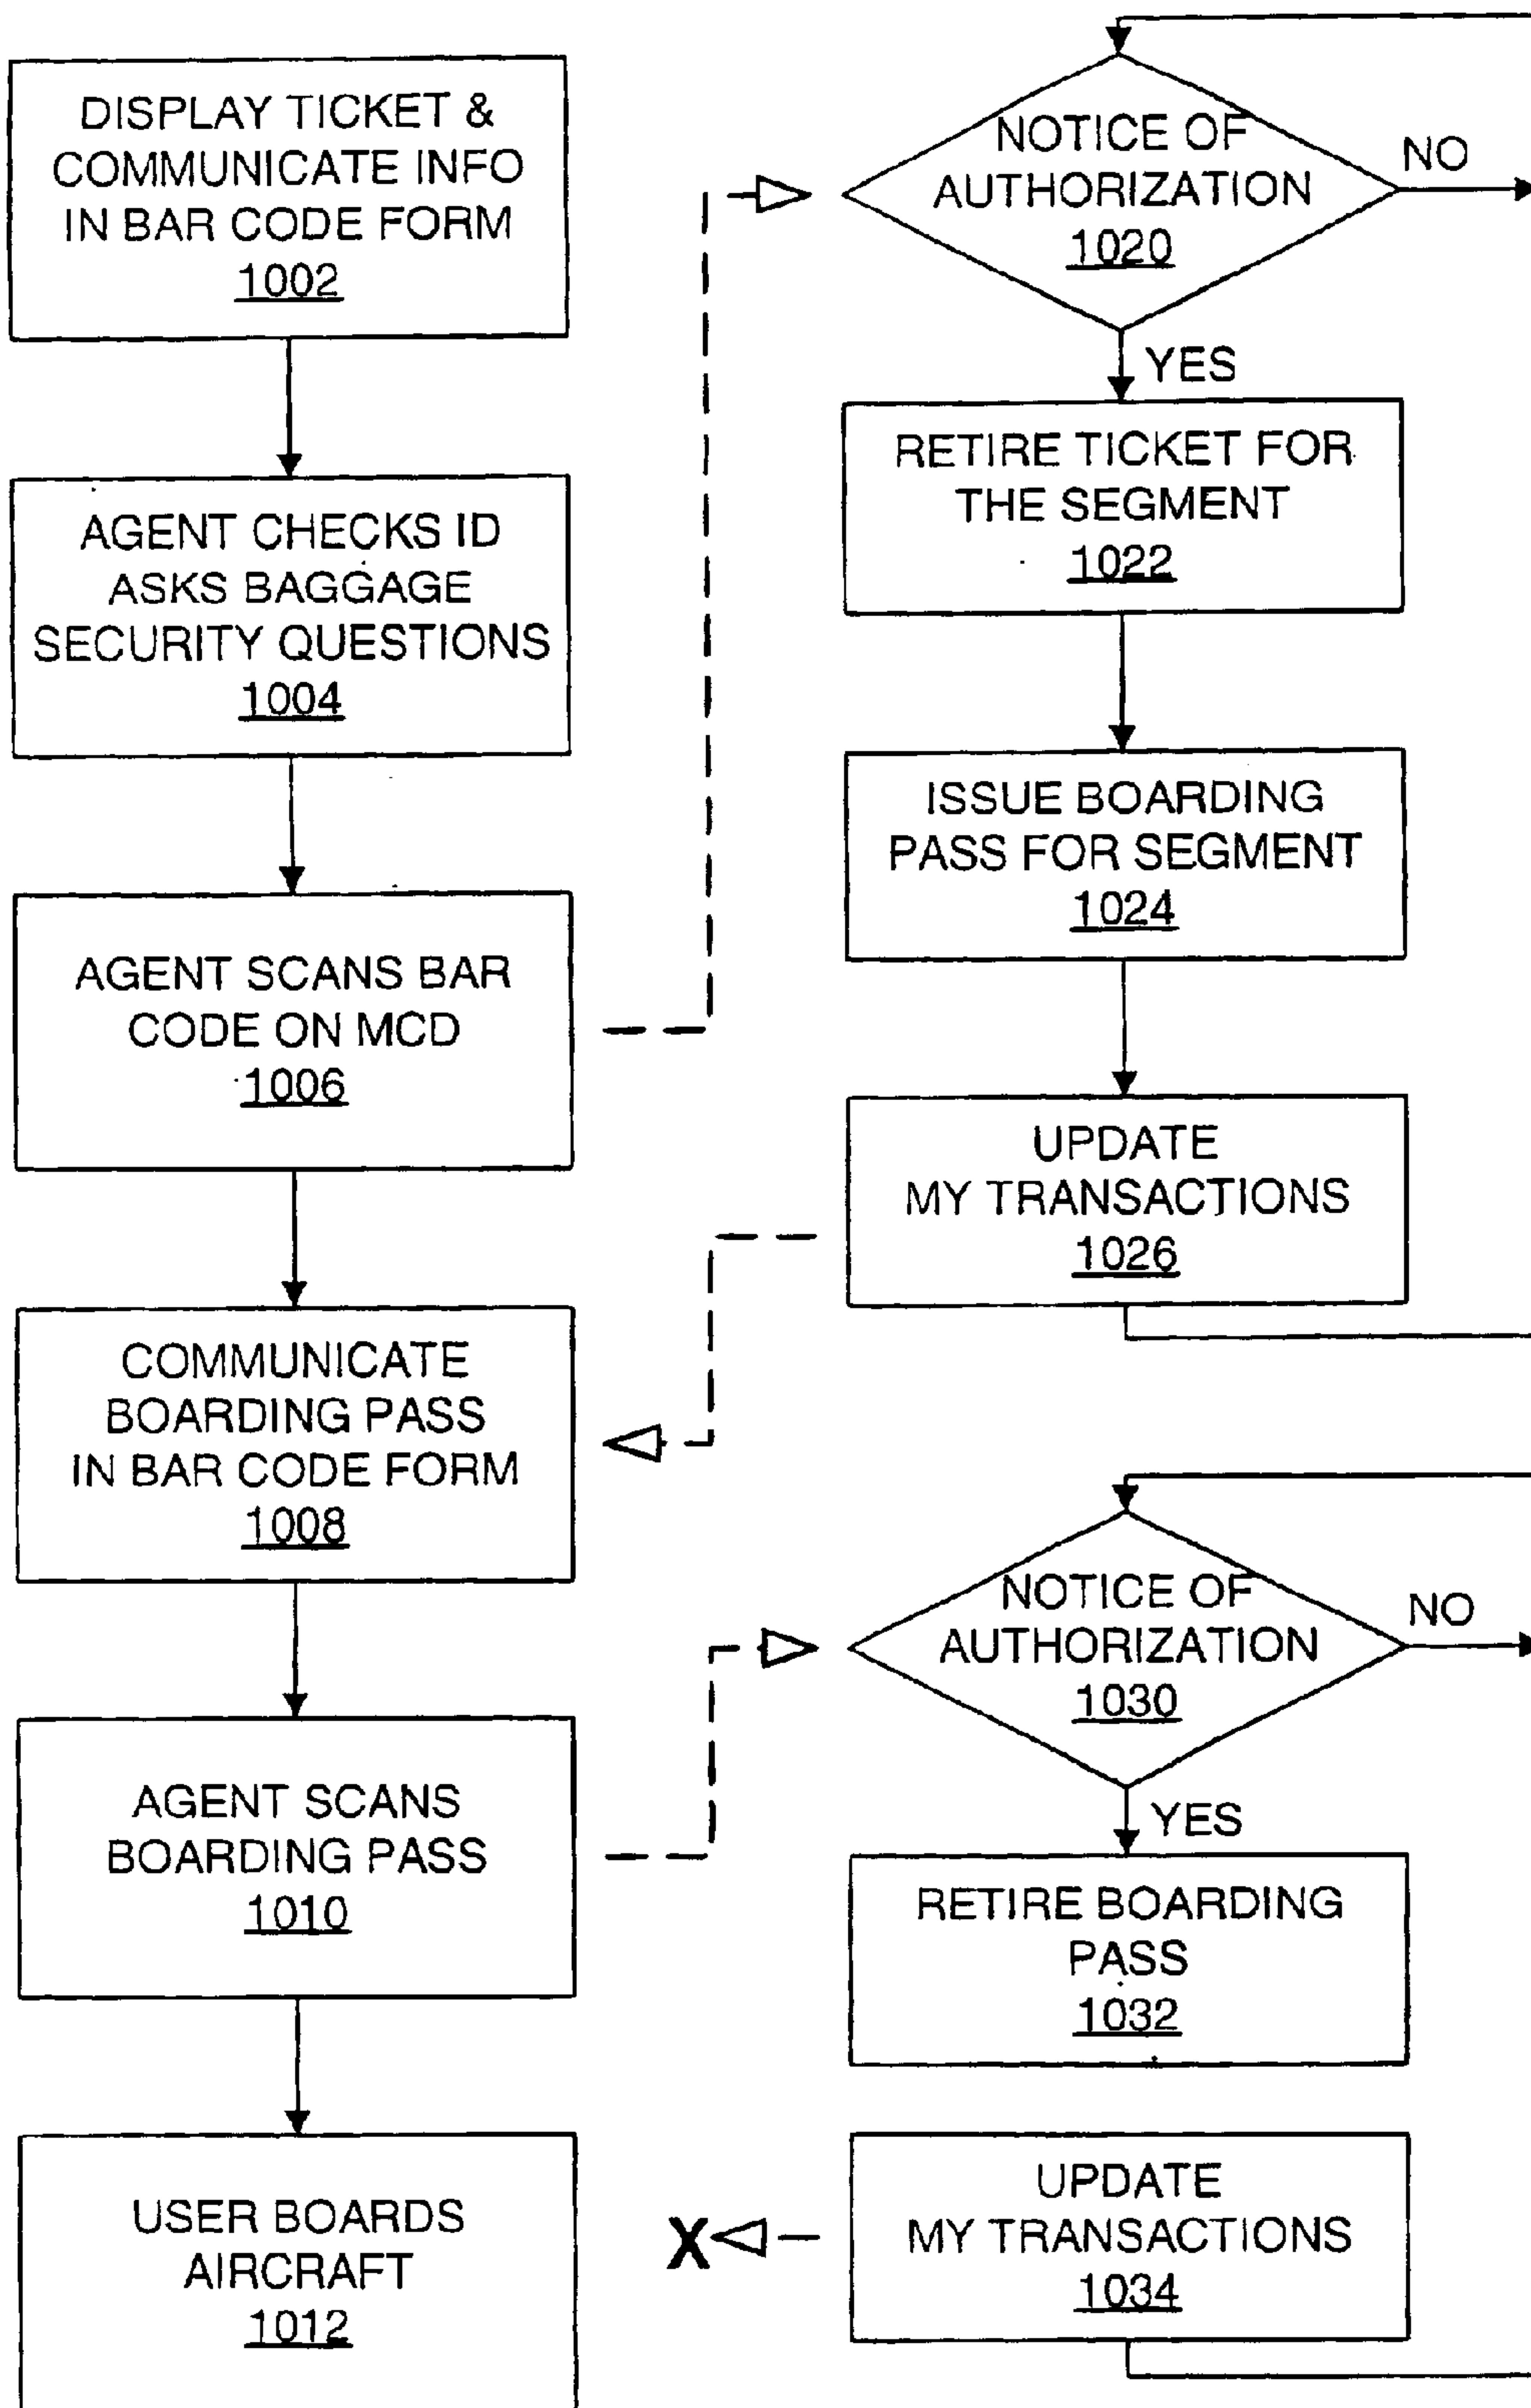 DISPLAY TICKET &
COMMUNICATE INFO
IN BAR CODE FORM
1002
AGENT CHECKS ID
ASKS BAGGAGE
SECURITY QUESTIONS
1004
AGENT SCANS BAR
CODE ON MCD
1006
COMMUNICATE
BOARDING PASS
IN BAR CODE FORM
1008
AGENT SCANS
BOARDING PASS
1010
USER BOARDS
AIRCRAFT
1012
NOTICE OF
AUTHORIZATION
1020
NO
YES
RETIRE TICKET FOR
THE SEGMENT
1022
ISSUE BOARDING
PASS FOR SEGMENT
1024
UPDATE
MY TRANSACTIONS
1026
NOTICE OF
AUTHORIZATION
1030
NO
YES
RETIRE BOARDING
PASS
1032
X
UPDATE
MY TRANSACTIONS
1034